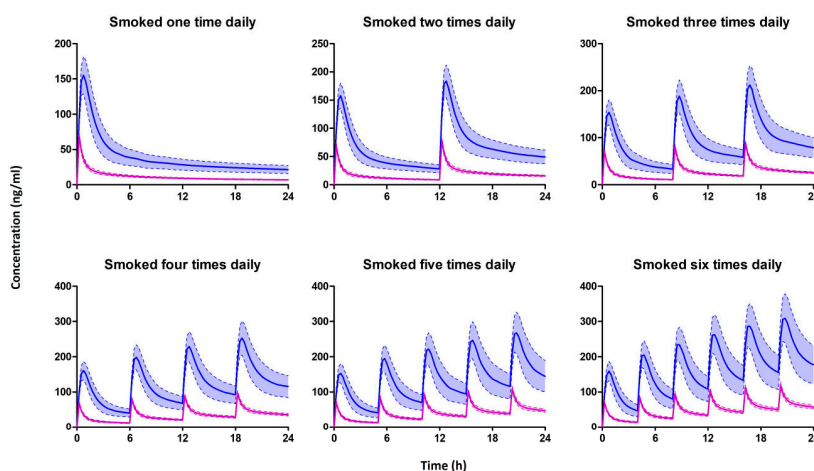 Smoked one time daily
Smoked two times daily
Smoked three times daily
200
150
100
50
0
0 6 12 18 24
250
200
150
100
50
0
0 6 12 18 24
300
200
100
0
0 6 12 18 24
Concentration (ng/ml)
Smoked four times daily
Smoked five times daily
Smoked six times daily
400
300
200
100
0
0 6 12 18 24
400
300
200
100
0
0 6 12 18 24
400
300
200
100
0
0 6 12 18 24
Time (h)